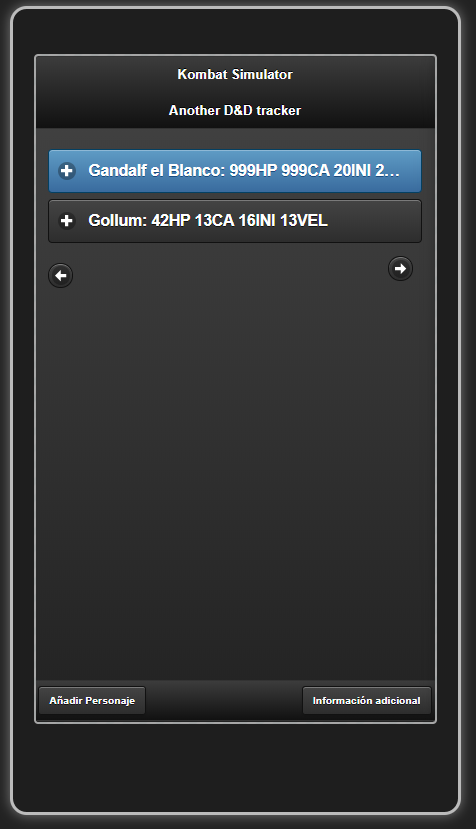 Kombat Simulator
Another D&D tracker
Gandalf el Blanco: 999HP 999CA 20INI 2...
Gollum: 42HP 13CA 16INI 13VEL
Añadir Personaje
Información adicional